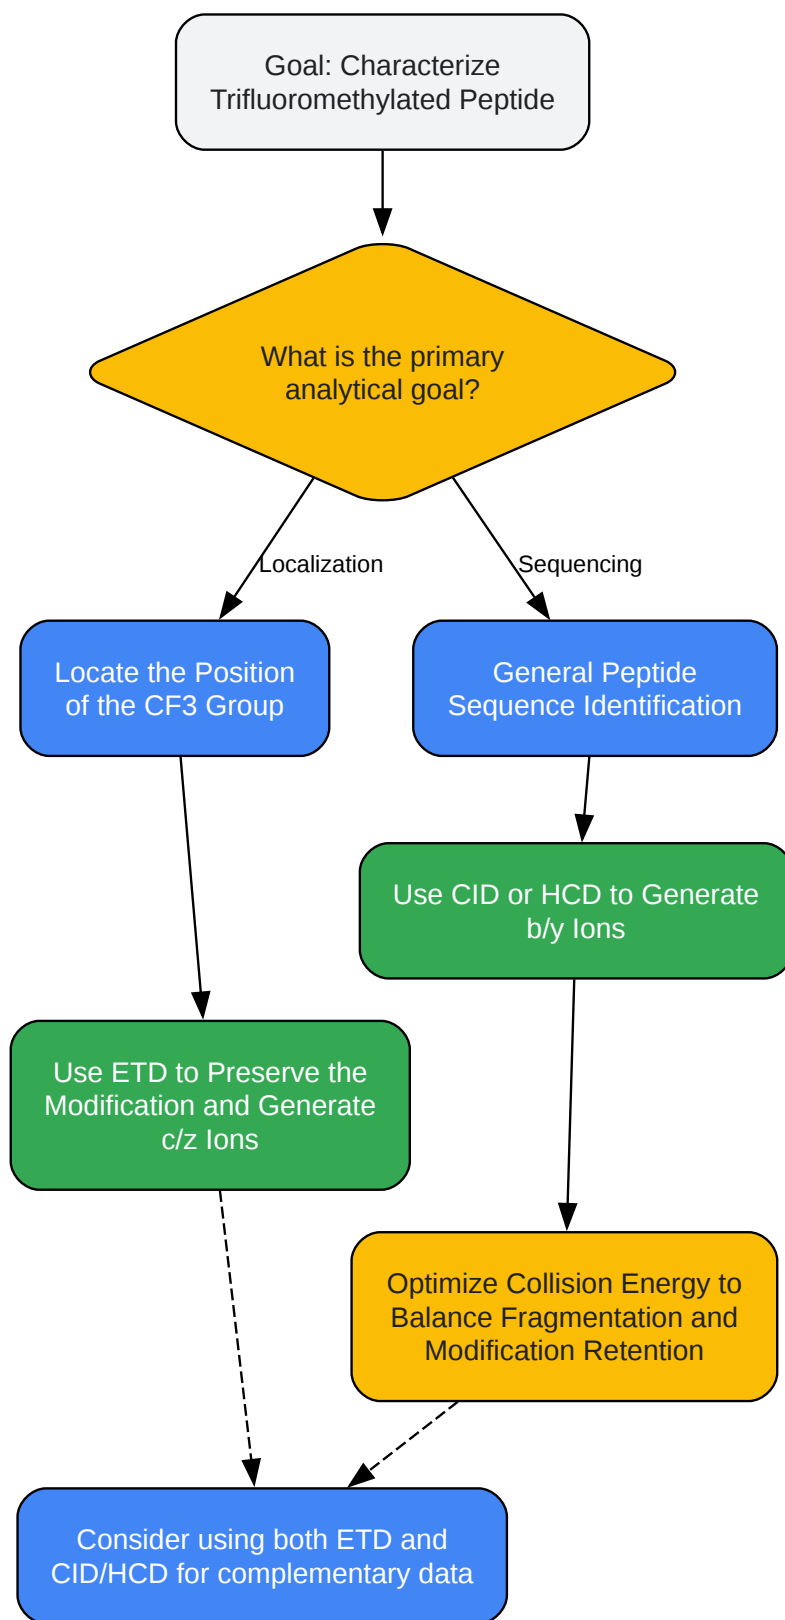 Goal: Characterize
Trifluoromethylated Peptide
What is the primary
analytical goal?
Localization
Sequencing
Locate the Position
of the CF3 Group
General Peptide
Sequence Identification
Use CID or HCD to Generate
b/y Ions
Use ETD to Preserve the
Modification and Generate
c/z Ions
Optimize Collision Energy to
Balance Fragmentation and
Modification Retention
Consider using both ETD and
CID/HCD for complementary data